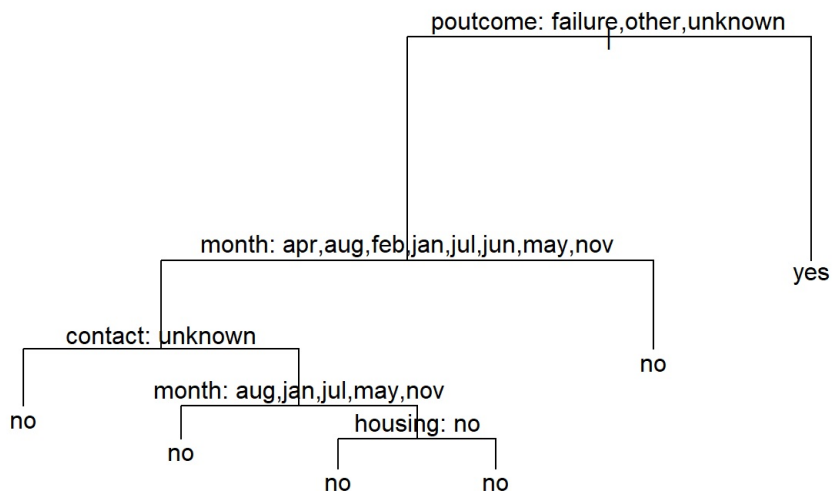 poutcome: failure,other,unknown
month: apr,aug,feb,jan,jul,jun,may,nov
yes
contact: unknown
no
month: aug,jan,jul,may,nov
no
housing: no
no
no
no